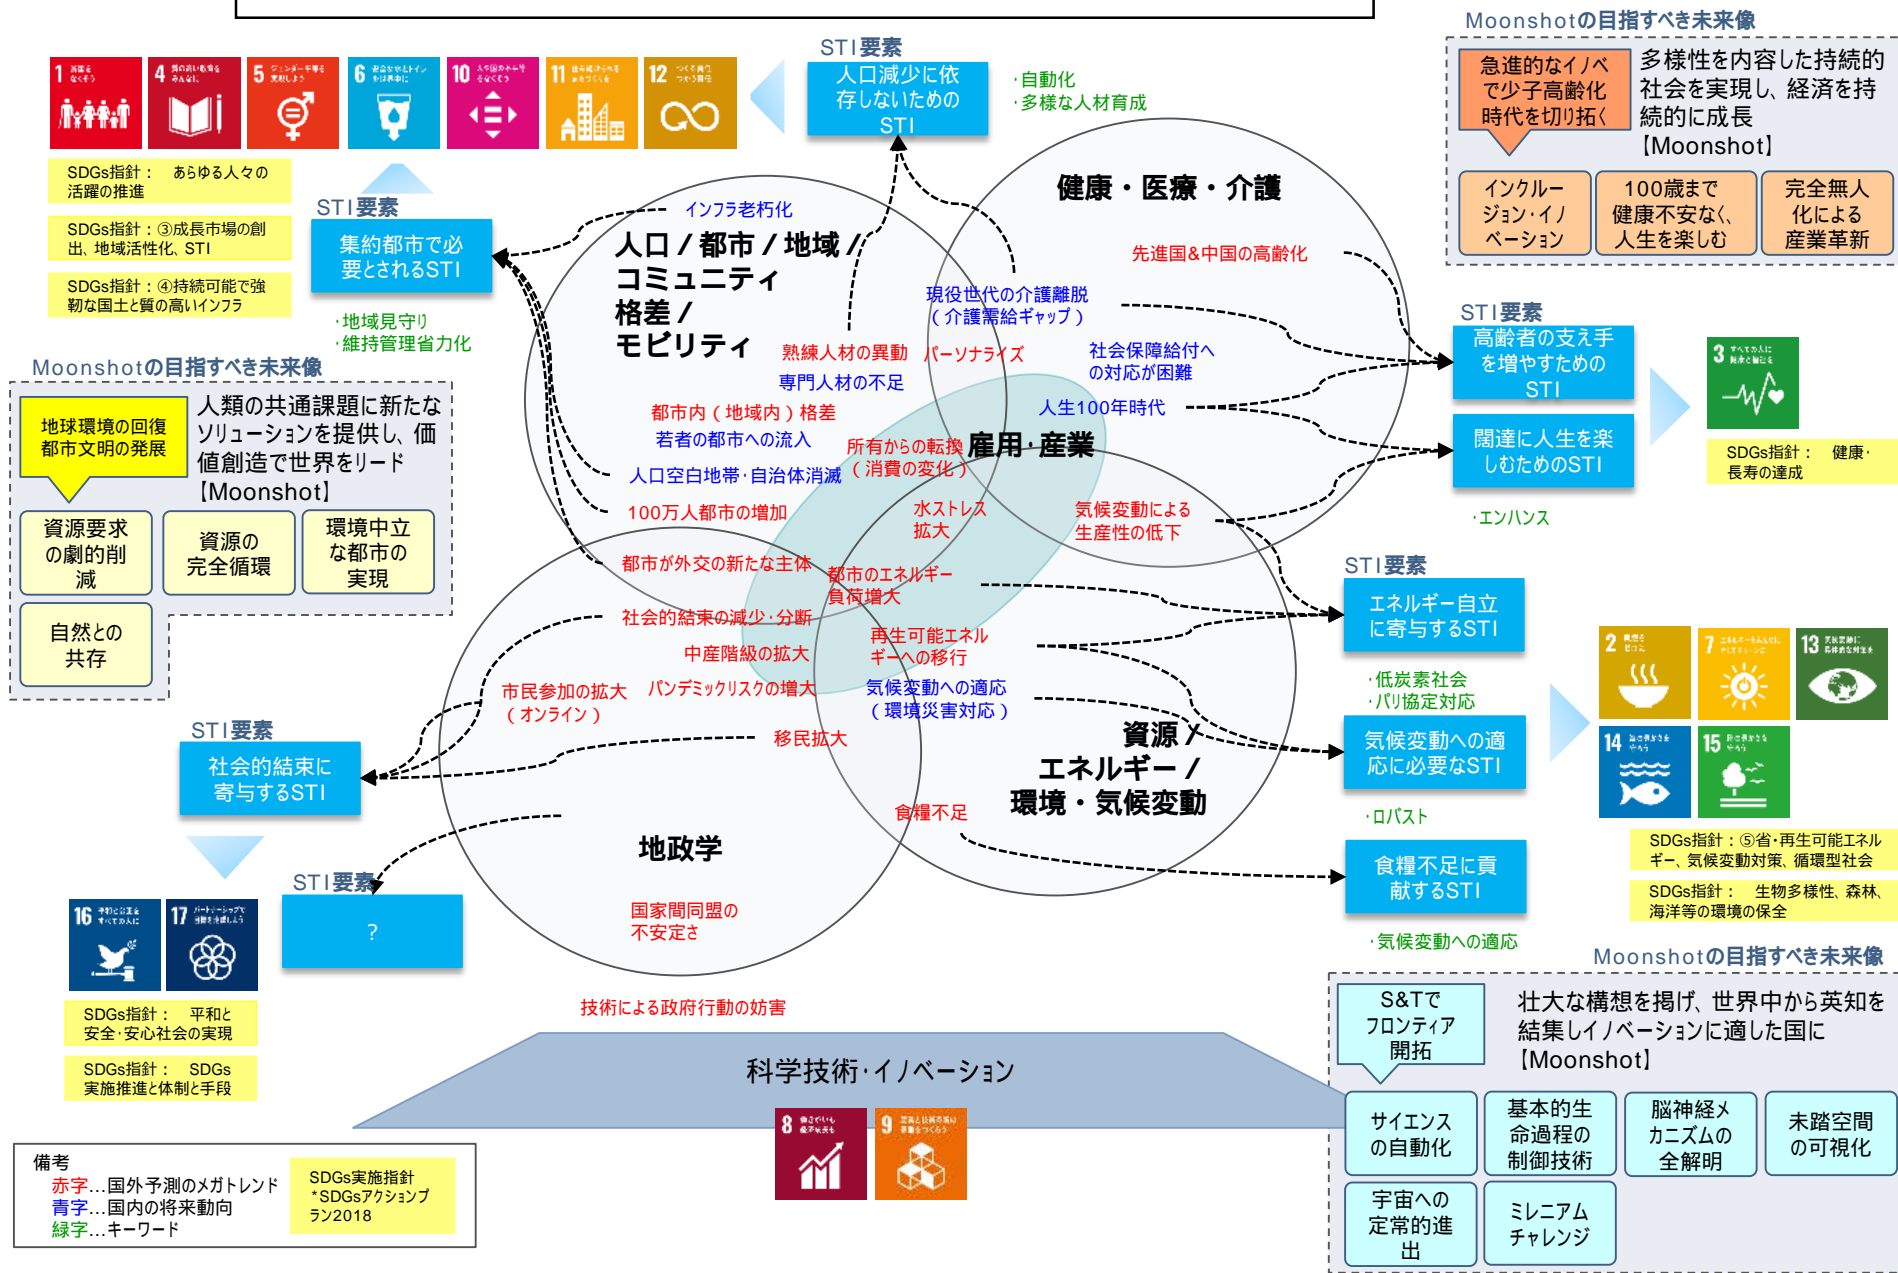 Moonshotの目指すべき未来像
急進的なイノベ
で少子高齢化
時代を切り拓く
多様性を内容した持続的
社会を実現し、経済を持
続的に成長
【Moonshot】
インクルー
ジョン・イノ
ベーション
100歳まで
健康不安なく、
人生を楽しむ
完全無人
化による
産業革新
1
4
5
6
10
11
12
STI要素
人口減少に依
存しないための
STI
・自動化
・多様な人材育成
SDGs指針： あらゆる人々の
活躍の推進
SDGs指針：③成長市場の創
出、地域活性化、STI
SDGs指針：④持続可能で強
靭な国土と質の高いインフラ
STI要素
集約都市で必
要とされるSTI
・地域見守り
・維持管理省力化
インフラ老朽化
人口 / 都市 / 地域 /
コミュニティ
格差 /
モビリティ
健康・医療・介護
先進国&中国の高齢化
現役世代の介護離脱
（介護需給ギャップ）
熟練人材の異動
パーソナライズ
専門人材の不足
社会保障給付へ
の対応が困難
都市内（地域内）格差
若者の都市への流入
人生100年時代
所有からの転換
（消費の変化）
雇用・産業
人口空白地帯・自治体消滅
100万人都市の増加
水ストレス
拡大
気候変動による
生産性の低下
都市が外交の新たな主体
都市のエネルギー
負荷増大
社会的結束の減少・分断
再生可能エネル
ギーへの移行
中産階級の拡大
市民参加の拡大
（オンライン）
パンデミックリスクの増大
気候変動への適応
（環境災害対応）
移民拡大
資源 /
エネルギー /
環境・気候変動
食糧不足
地政学
国家間同盟の
不安定さ
技術による政府行動の妨害
STI要素
高齢者の支え手
を増やすための
STI
闊達に人生を楽
しむためのSTI
・エンハンス
3
SDGs指針： 健康・
長寿の達成
STI要素
エネルギー自立
に寄与するSTI
・低炭素社会
・パリ協定対応
気候変動への適
応に必要なSTI
・ロバスト
食糧不足に貢
献するSTI
・気候変動への適応
2
7
13
14
15
SDGs指針：⑤省・再生可能エネル
ギー、気候変動対策、循環型社会
SDGs指針： 生物多様性、森林、
海洋等の環境の保全
Moonshotの目指すべき未来像
地球環境の回復
都市文明の発展
人類の共通課題に新たな
ソリューションを提供し、価
値創造で世界をリード
【Moonshot】
資源要求
の劇的削
減
資源の
完全循環
環境中立
な都市の
実現
自然との
共存
STI要素
社会的結束に
寄与するSTI
STI要素
？
16
17
SDGs指針： 平和と
安全・安心社会の実現
SDGs指針： SDGs
実施推進と体制と手段
科学技術・イノベーション
8
9
Moonshotの目指すべき未来像
S&Tで
フロンティア
開拓
壮大な構想を掲げ、世界中から英知を
結集しイノベーションに適した国に
【Moonshot】
サイエンス
の自動化
基本的生
命過程の
制御技術
脳神経メ
カニズムの
全解明
未踏空間
の可視化
宇宙への
定常的進
出
ミレニアム
チャレンジ
備考
赤字…国外予測のメガトレンド
青字…国内の将来動向
緑字…キーワード
SDGs実施指針
*SDGsアクションプ
ラン2018